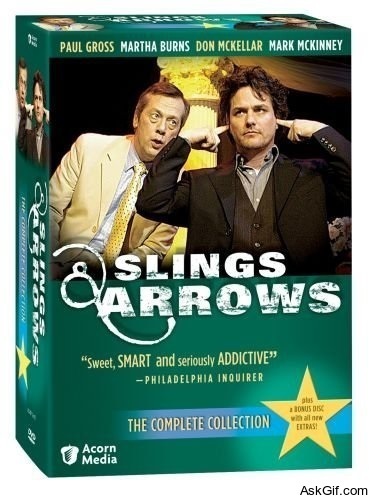 PAUL GROSS MARTHA BURNS DON MCKELLAR MARK MCKINNEY
SLINGS
& ARROWS
"Sweet, SMART and seriously ADDICTIVE"
—PHILADELPHIA INQUIRER
THE COMPLETE COLLECTION
plus
a BONUS DISC
with all new
EXTRAS!
Acorn
Media
SLINGS
& ARROWS
THE COMPLETE COLLECTION
DVD
AskGif.com